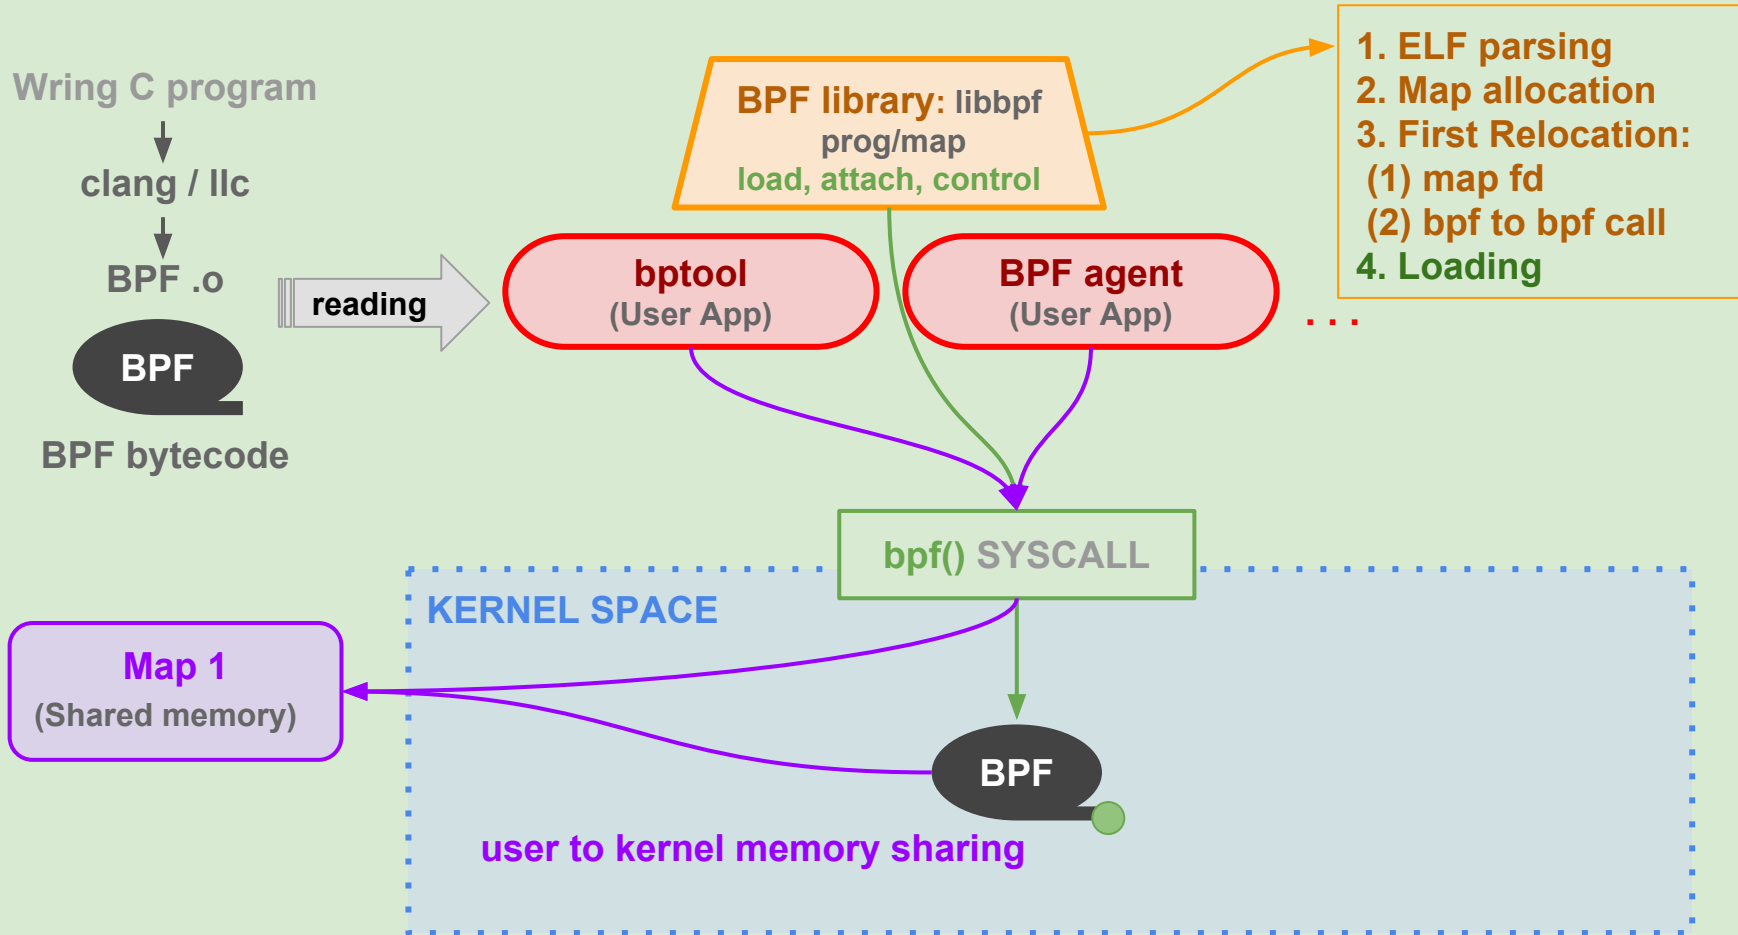 Wring C program
clang / llc
BPF .o
BPF
BPF bytecode
reading
BPF library: libbpf
prog/map
load, attach, control
bptool
(User App)
BPF agent
(User App)
. . .
1. ELF parsing
2. Map allocation
3. First Relocation:
(1) map fd
(2) bpf to bpf call
4. Loading
bpf() SYSCALL
KERNEL SPACE
Map 1
(Shared memory)
BPF
user to kernel memory sharing